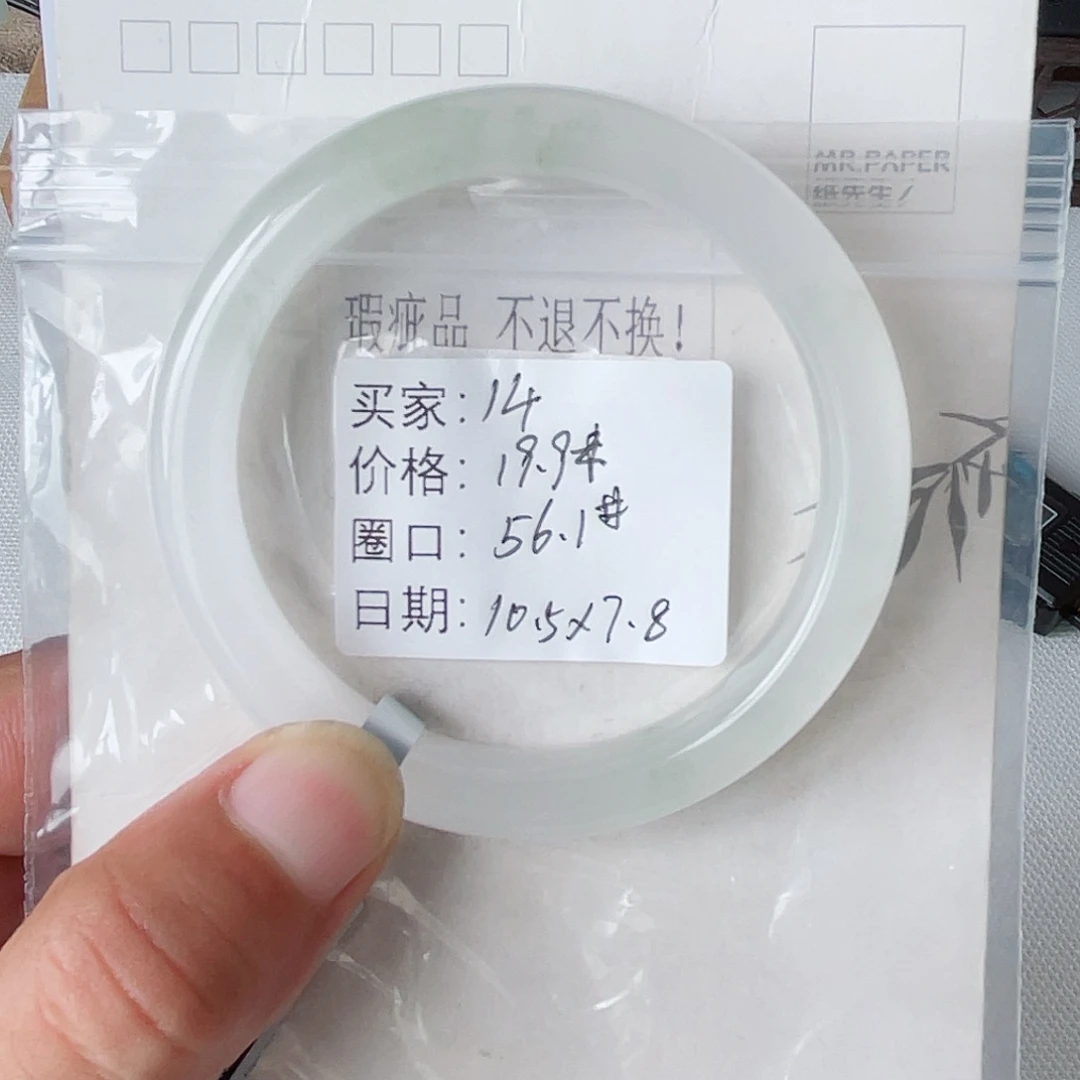 MR.PAPER
纸先生/
瑕疵品 不退不换!
买家: 14
价格: 19.9#
圈口: 56.1#
日期: 10.5x7.8